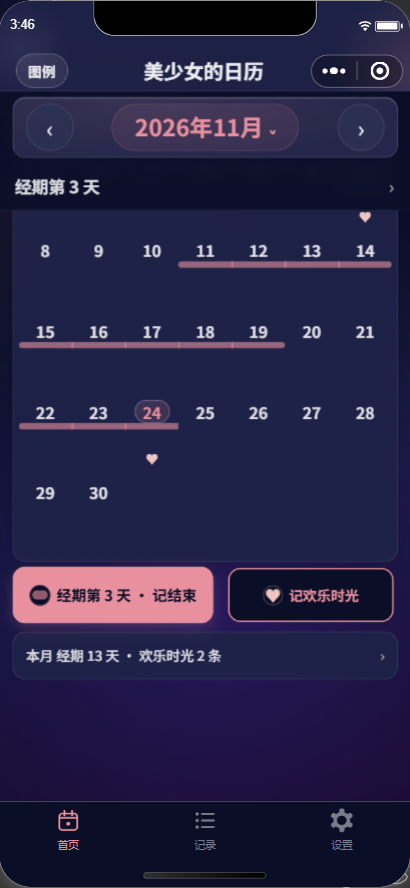 3:46
图例
美少女的日历
‹
2026年11月 ⌄
›
经期第 3 天 ›
8 9 10 11 12 13 14
15 16 17 18 19 20 21
22 23 24 25 26 27 28
29 30
经期第 3 天 · 记结束
记欢乐时光
本月 经期 13 天 · 欢乐时光 2 条 ›
首页
记录
设置